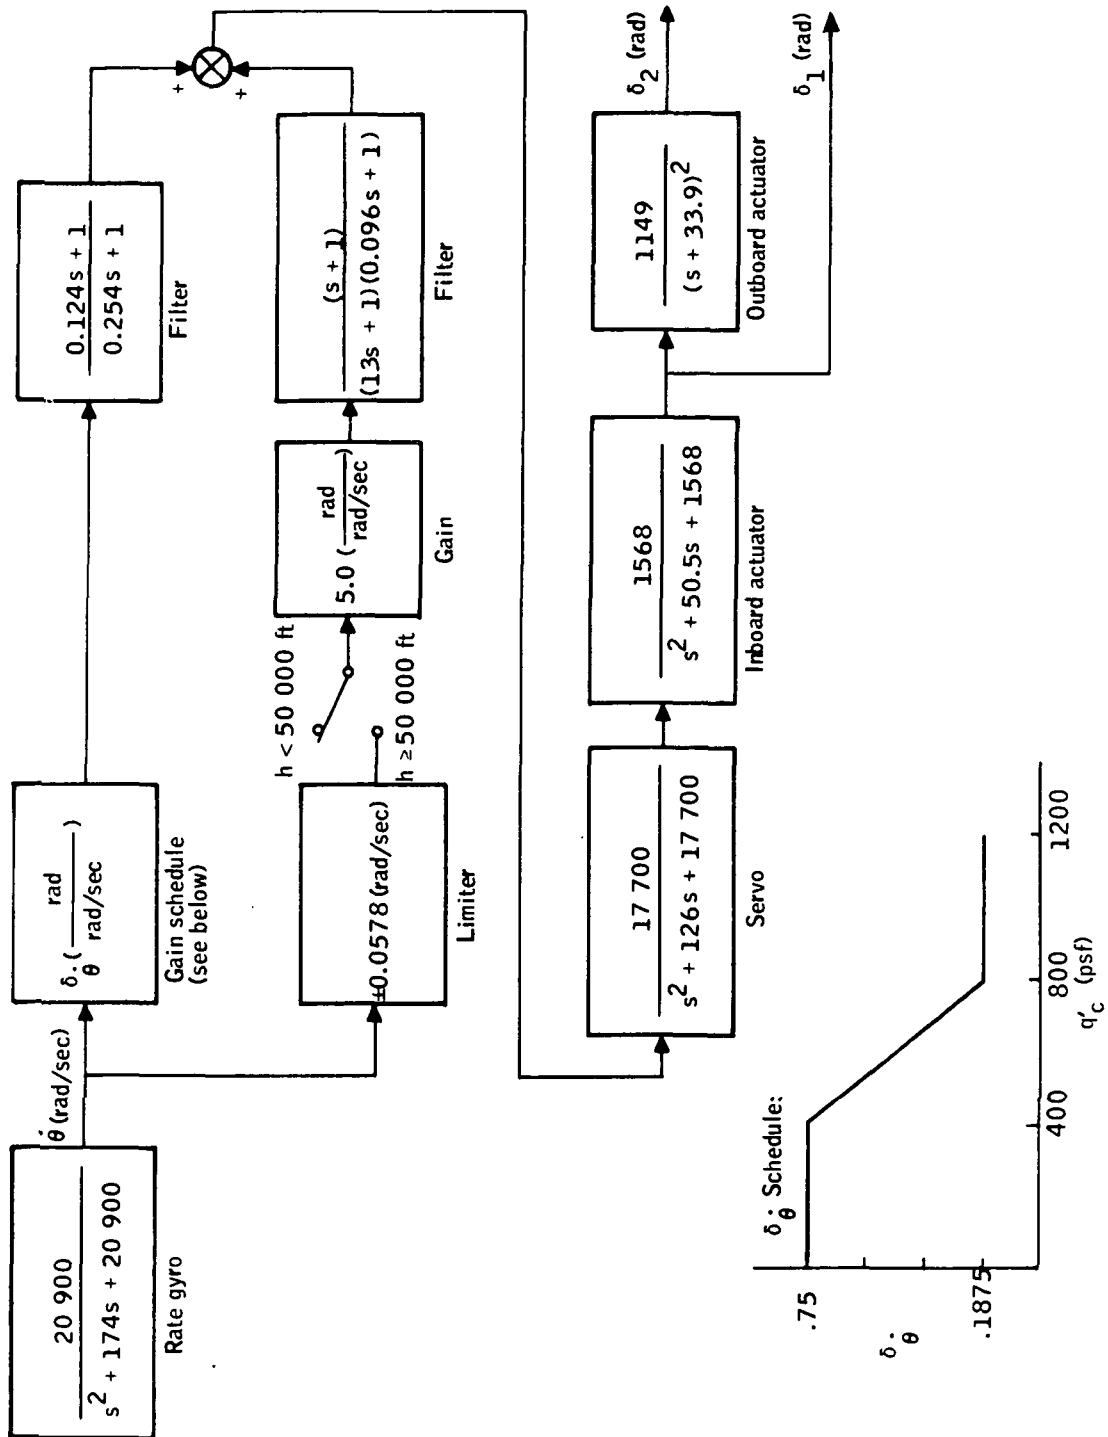 20 900
s² + 174s + 20 900
Rate gyro
θ̇ (rad/sec)
δθ̇ (rad
rad/sec)
Gain schedule
(see below)
0.124s + 1
0.254s + 1
Filter
+
+
±0.0578 (rad/sec)
Limiter
h < 50 000 ft
h ≥ 50 000 ft
5.0 (rad
rad/sec)
Gain
(s + 1)
(13s + 1)(0.096s + 1)
Filter
17 700
s² + 126s + 17 700
Servo
1568
s² + 50.5s + 1568
Inboard actuator
1149
(s + 33.9)²
Outboard actuator
δ2 (rad)
δ1 (rad)
δθ̇ Schedule:
.75
δθ̇
.1875
400
800
1200
q′c (psf)